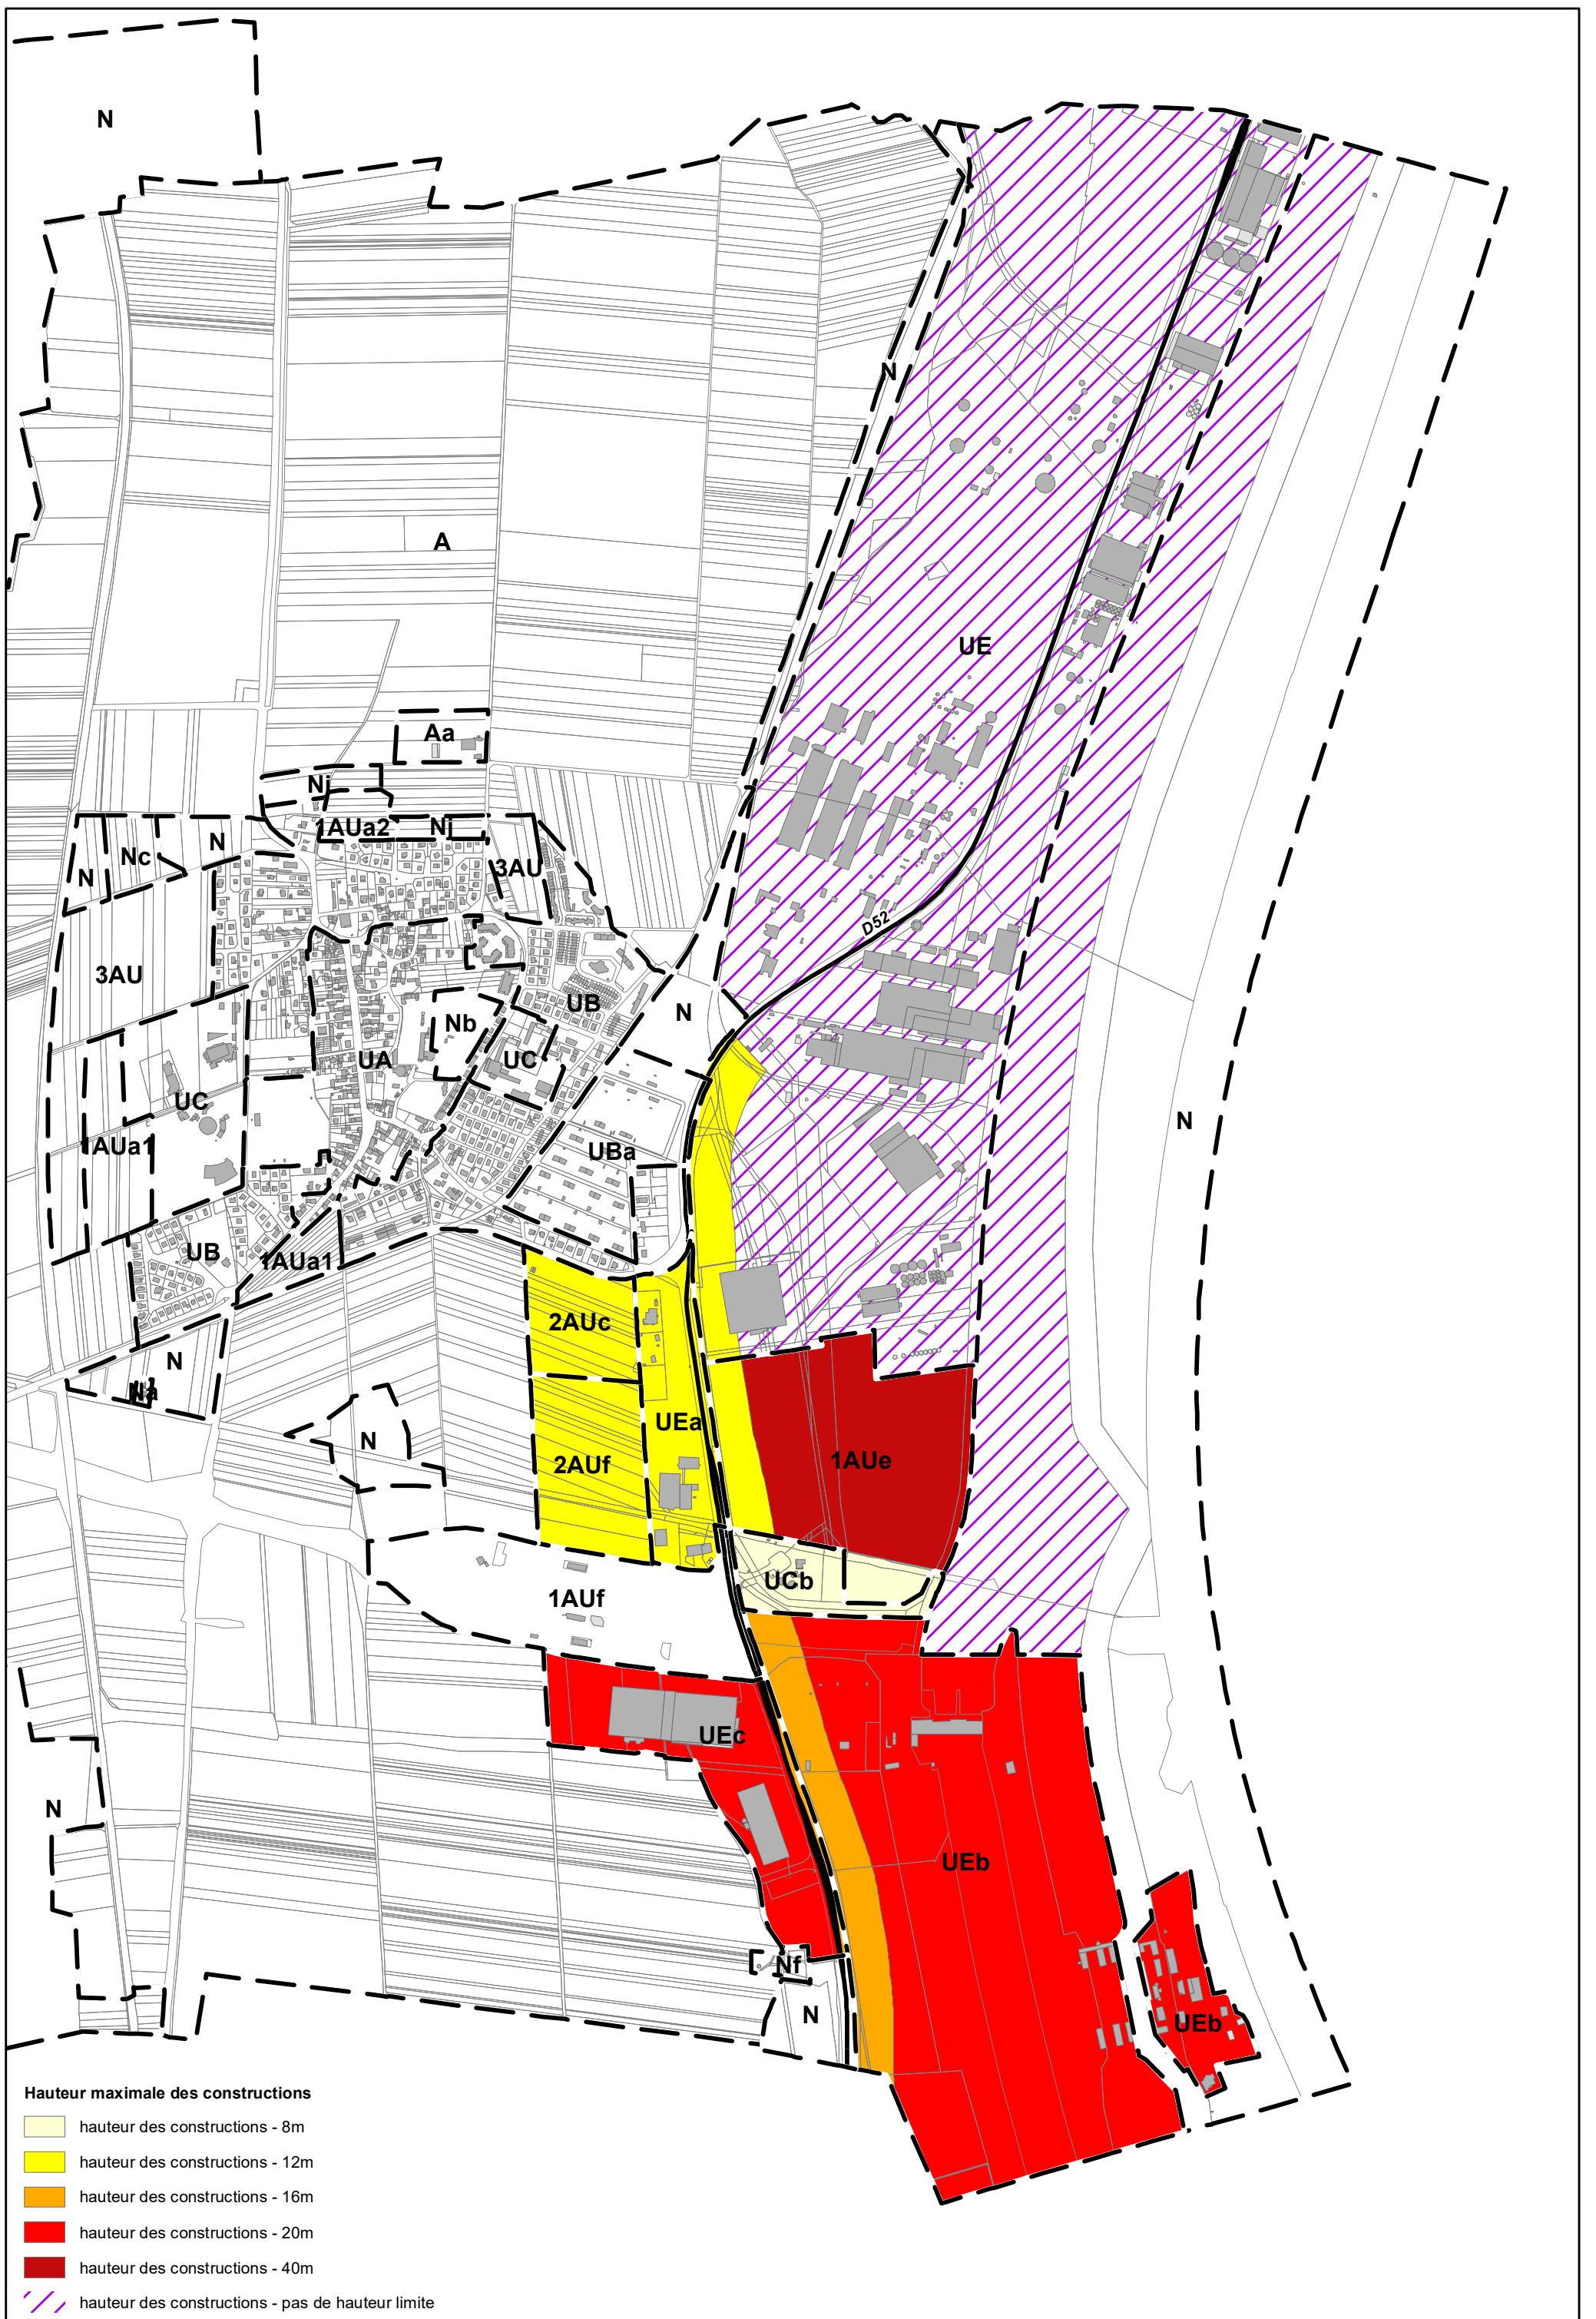 N
N
A
UE
Aa
Nj
1AUa2
Nj
N
Nc
N
3AU
3AU
D52
UB
N
Nb
UC
UA
UC
N
1AUa1
UBa
UB
1AUa1
2AUc
N
Na
UEa
N
2AUf
1AUe
UCb
1AUf
UEc
N
UEb
Nf
N
UEb
Hauteur maximale des constructions
hauteur des constructions - 8m
hauteur des constructions - 12m
hauteur des constructions - 16m
hauteur des constructions - 20m
hauteur des constructions - 40m
hauteur des constructions - pas de hauteur limite